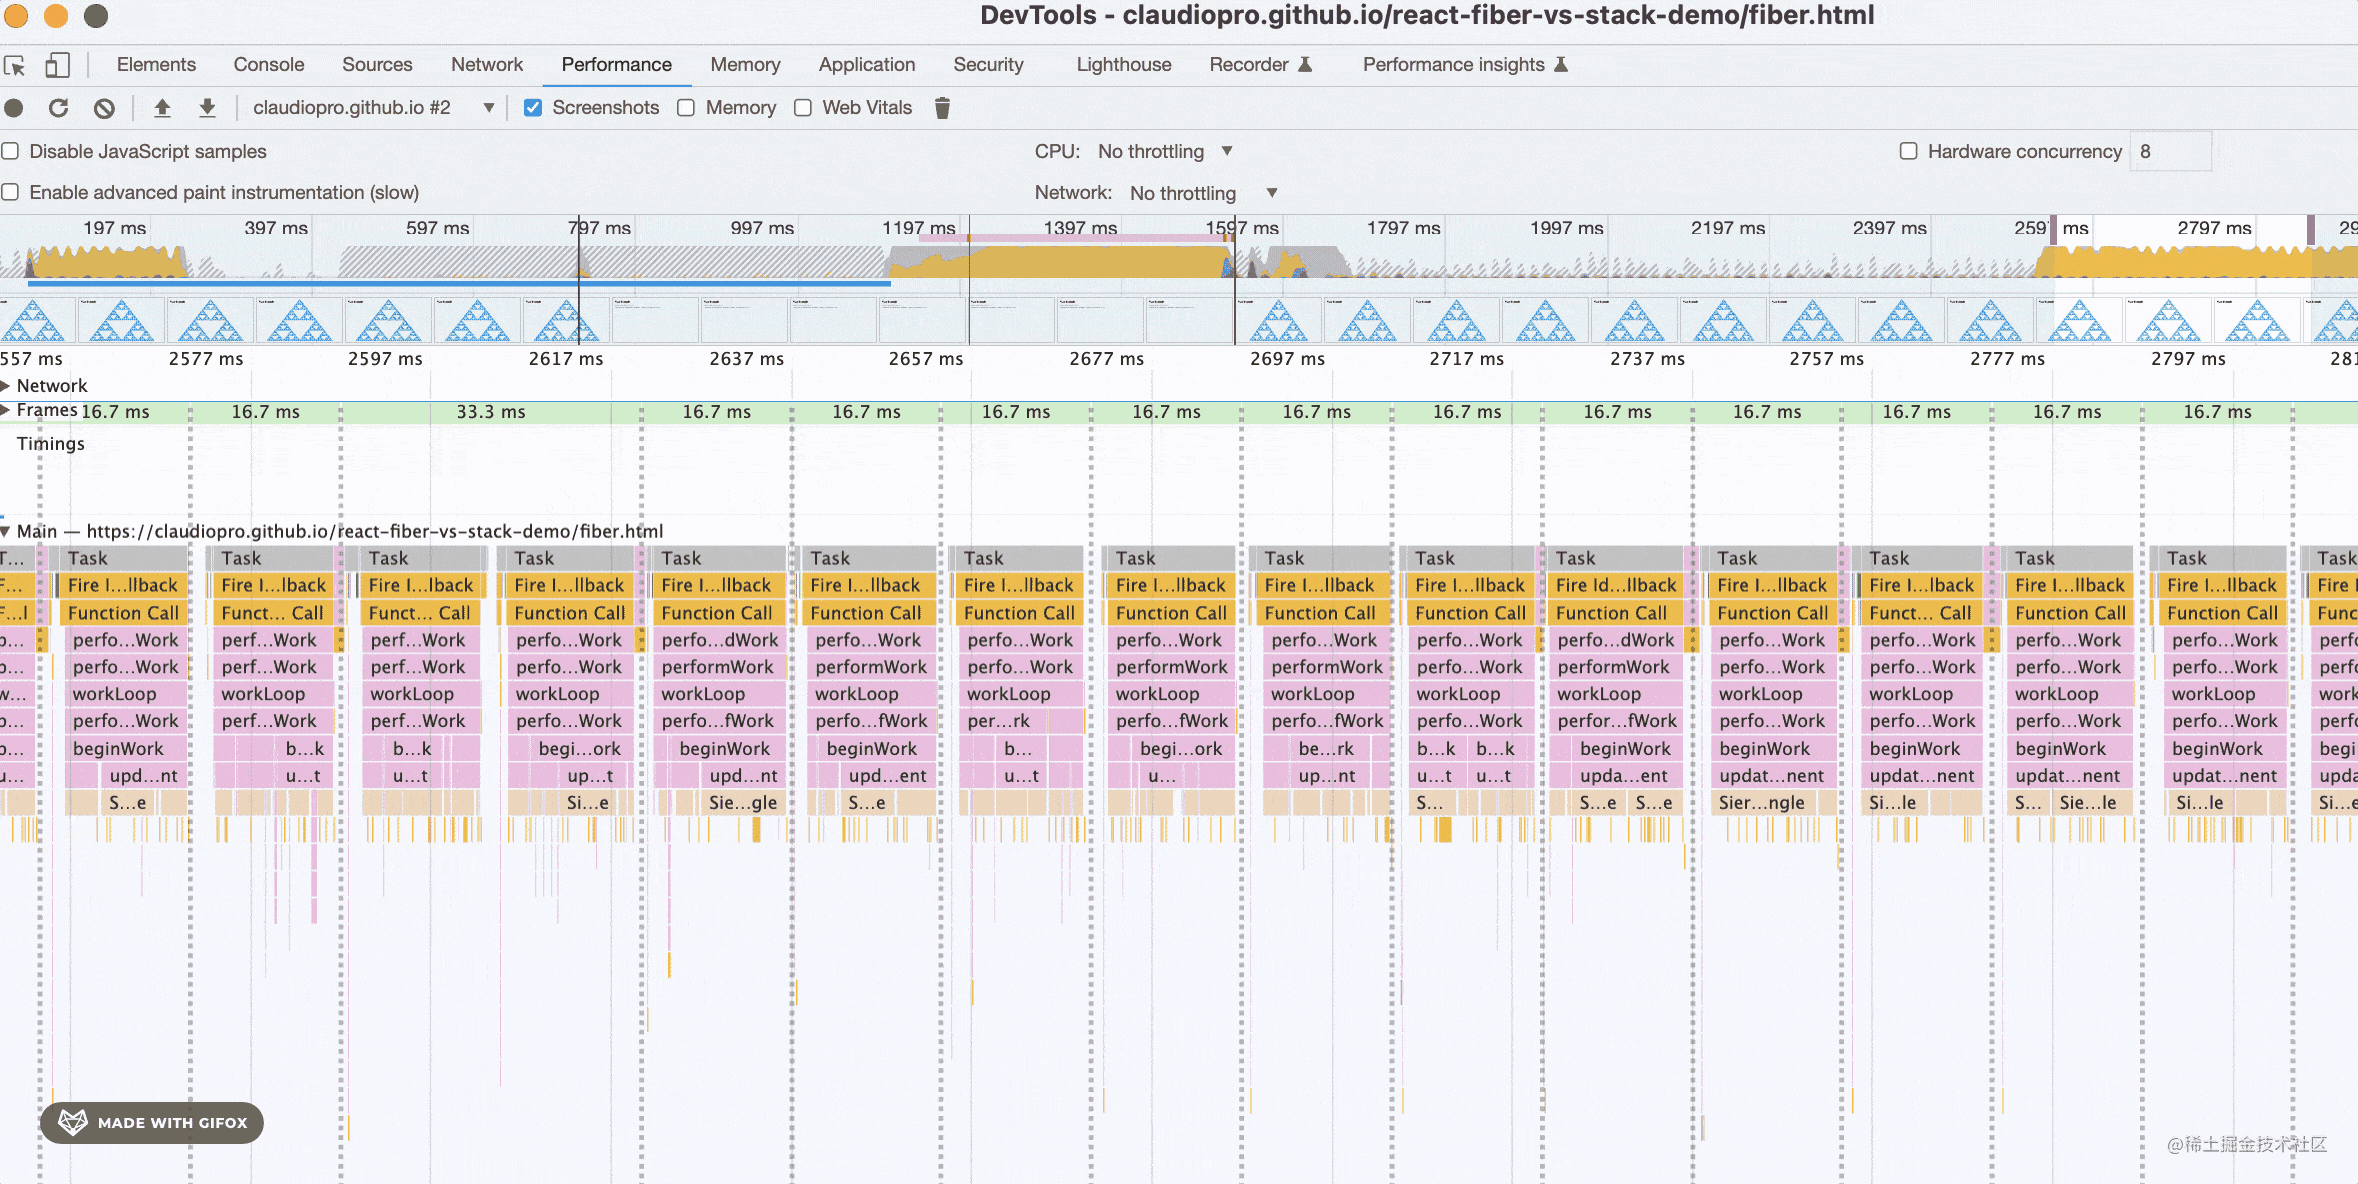 DevTools - claudiopro.github.io/react-fiber-vs-stack-demo/fiber.html
Elements Console Sources Network Performance Memory Application Security Lighthouse Recorder Performance insights
claudiopro.github.io #2 Screenshots Memory Web Vitals
Disable JavaScript samples CPU: No throttling Hardware concurrency 8
Enable advanced paint instrumentation (slow) Network: No throttling
197 ms 397 ms 597 ms 797 ms 997 ms 1197 ms 1397 ms 1597 ms 1797 ms 1997 ms 2197 ms 2397 ms 259 ms 2797 ms 29
557 ms 2577 ms 2597 ms 2617 ms 2637 ms 2657 ms 2677 ms 2697 ms 2717 ms 2737 ms 2757 ms 2777 ms 2797 ms 281
Network
Frames 16.7 ms 16.7 ms 33.3 ms 16.7 ms 16.7 ms 16.7 ms 16.7 ms 16.7 ms 16.7 ms 16.7 ms 16.7 ms 16.7 ms 16.7 ms 16.7 ms
Timings
Main — https://claudiopro.github.io/react-fiber-vs-stack-demo/fiber.html
T... Task Task Task Task Task Task Task Task Task Task Task Task Task Task Task Task
F... Fire I...llback Fire I...llback Fire I...llback Fire I...llback Fire I...llback Fire I...llback Fire I...llback Fire I...llback Fire I...llback Fire I...llback Fire Id...llback Fire I...llback Fire I...llback Fire I...llback Fire I...llback Fire I
F...l Function Call Funct... Call Funct... Call Function Call Function Call Function Call Function Call Function Call Function Call Function Call Function Call Function Call Funct... Call Function Call Function Call Func
p... perfo...Work perf...Work perf...Work perfo...Work perfo...dWork perfo...Work perfo...Work perfo...Work perfo...Work perfo...Work perfo...dWork perfo...Work perfo...Work perfo...Work perfo...Work perfo
p... perfo...Work perf...Work perf...Work perfo...Work performWork performWork perfo...Work performWork performWork perfo...Work performWork perfo...Work perfo...Work perfo...Work perfo...Work perfo
w... workLoop workLoop workLoop workLoop workLoop workLoop workLoop workLoop workLoop workLoop workLoop workLoop workLoop workLoop workLoop work
p... perfo...Work perf...Work perf...Work perfo...Work perfo...fWork perfo...fWork per...rk perfo...fWork perfo...fWork perfo...Work perfor...fWork perfo...Work perfo...Work perfo...Work perfo...Work perfo
b... beginWork b...k b...k begi...ork beginWork beginWork b... begi...ork be...rk b...k b...k beginWork beginWork beginWork beginWork beginWork begi
u... upd...nt u...t u...t up...t upd...nt upd...ent u...t u... up...nt u...t u...t upda...ent updat...nent updat...nent updat...nent updat...nent upda
S...e Si...e Sie...gle S...e S... S...e S...e Sier...ngle Si...le S... Sie...le Si...le Si...e
MADE WITH GIFOX
@稀土掘金技术社区